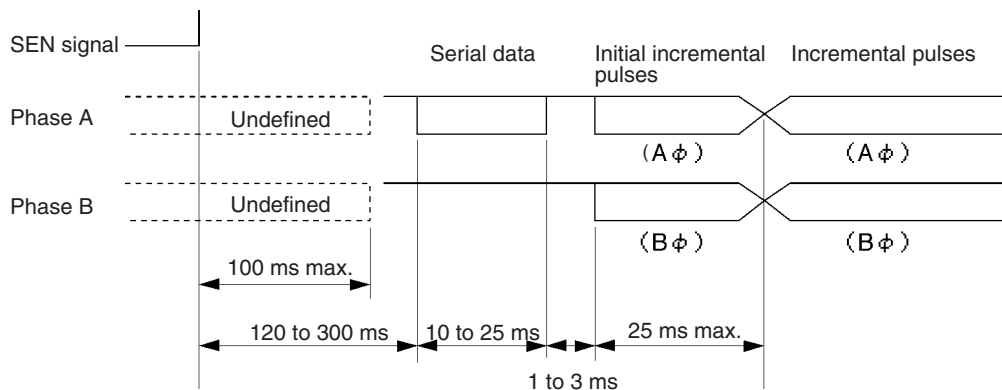 SEN signal
Serial data
Initial incremental
pulses
Incremental pulses
Phase A
Undefined
(Aϕ)
(Aϕ)
Phase B
Undefined
(Bϕ)
(Bϕ)
100 ms max.
120 to 300 ms
10 to 25 ms
25 ms max.
1 to 3 ms